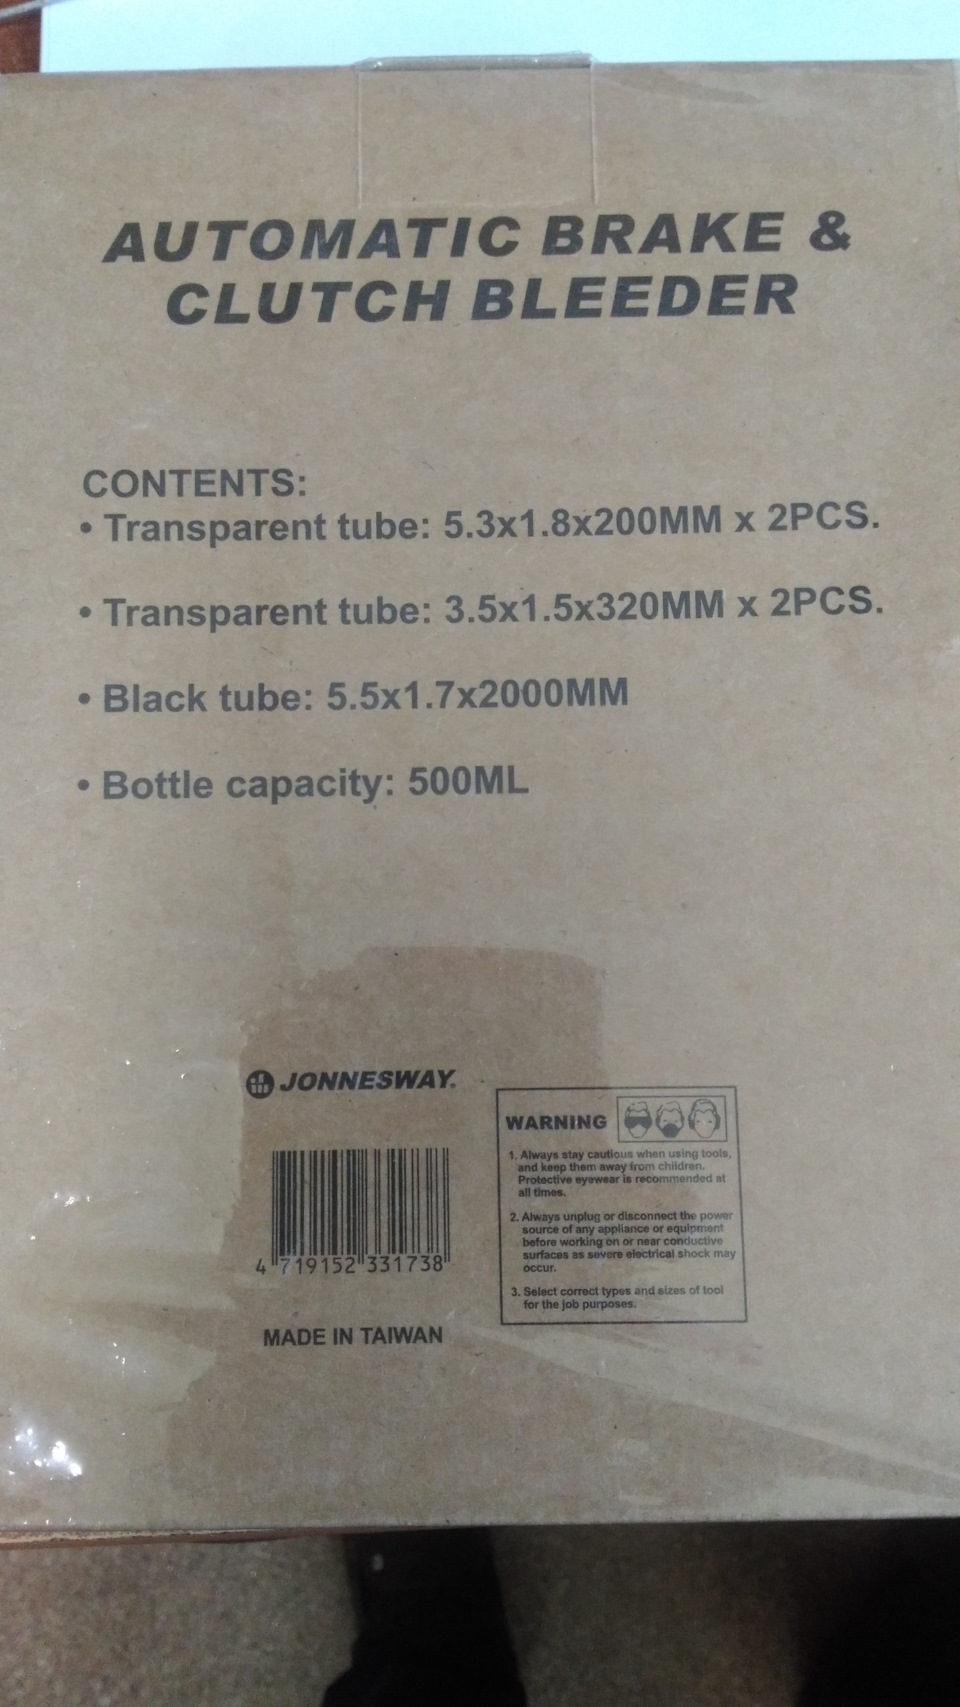 AUTOMATIC BRAKE &
CLUTCH BLEEDER
CONTENTS:
• Transparent tube: 5.3x1.8x200MM x 2PCS.
• Transparent tube: 3.5x1.5x320MM x 2PCS.
• Black tube: 5.5x1.7x2000MM
• Bottle capacity: 500ML
JONNESWAY®
4 719152 331738
MADE IN TAIWAN
WARNING
1. Always stay cautious when using tools,
and keep them away from children.
Protective eyewear is recommended at
all times.
2. Always unplug or disconnect the power
source of any appliance or equipment
before working on or near conductive
surfaces as severe electrical shock may
occur.
3. Select correct types and sizes of tool
for the job purposes.